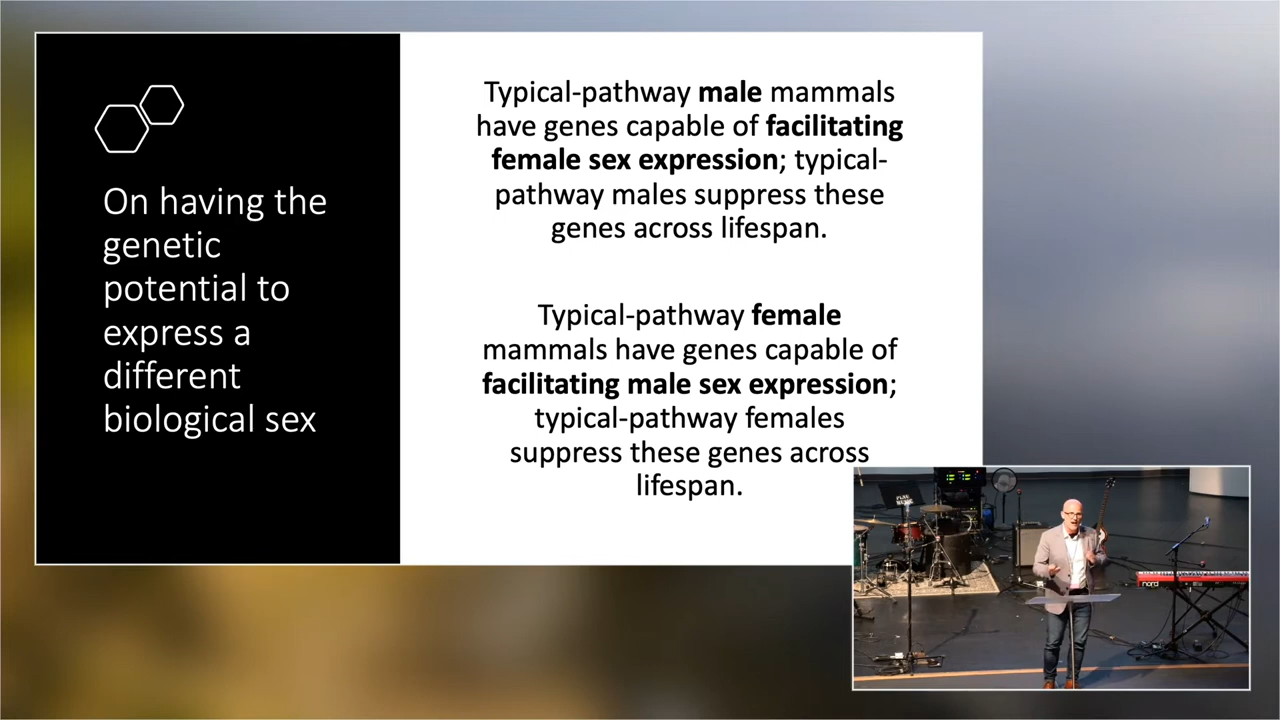 On having the
genetic
potential to
express a
different
biological sex
Typical-pathway male mammals
have genes capable of facilitating
female sex expression; typical-
pathway males suppress these
genes across lifespan.
Typical-pathway female
mammals have genes capable of
facilitating male sex expression;
typical-pathway females
suppress these genes across
lifespan.
nord